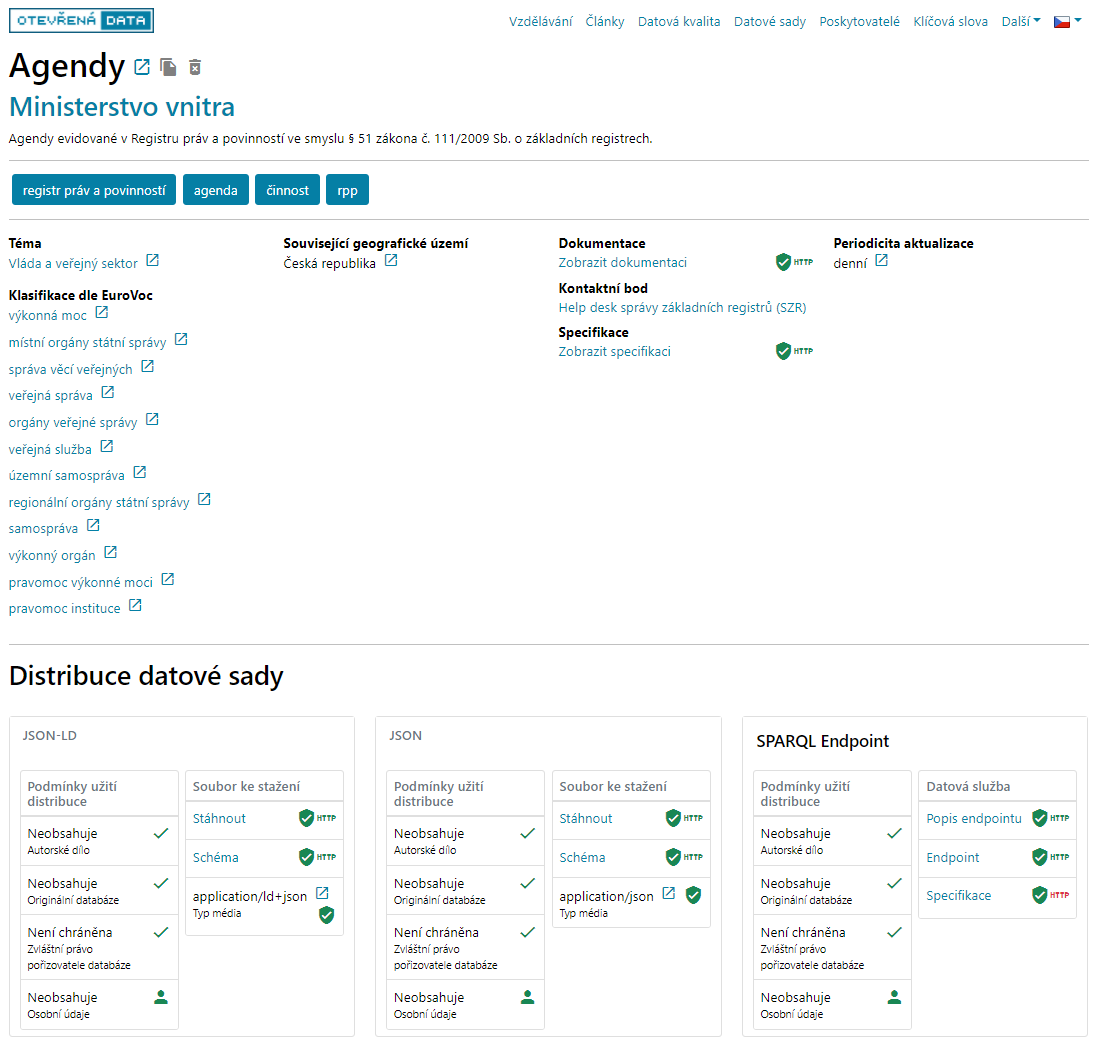 OTEVŘENÁ DATA
Vzdělávání Články Datová kvalita Datové sady Poskytovatelé Klíčová slova Další
Agendy
Ministerstvo vnitra
Agendy evidované v Registru práv a povinností ve smyslu § 51 zákona č. 111/2009 Sb. o základních registrech.
registr práv a povinností agenda činnost rpp
Téma
Vláda a veřejný sektor
Klasifikace dle EuroVoc
výkonná moc
místní orgány státní správy
správa věcí veřejných
veřejná správa
orgány veřejné správy
veřejná služba
územní samospráva
regionální orgány státní správy
samospráva
výkonný orgán
pravomoc výkonné moci
pravomoc instituce
Související geografické území
Česká republika
Dokumentace
Zobrazit dokumentaci HTTP
Kontaktní bod
Help desk správy základních registrů (SZR)
Specifikace
Zobrazit specifikaci HTTP
Periodicita aktualizace
denní
Distribuce datové sady
JSON-LD
Podmínky užití
distribuce
Neobsahuje
Autorské dílo
Neobsahuje
Originální databáze
Není chráněna
Zvláštní právo
pořizovatele databáze
Neobsahuje
Osobní údaje
Soubor ke stažení
Stáhnout HTTP
Schéma HTTP
application/ld+json
Typ média
JSON
Podmínky užití
distribuce
Neobsahuje
Autorské dílo
Neobsahuje
Originální databáze
Není chráněna
Zvláštní právo
pořizovatele databáze
Neobsahuje
Osobní údaje
Soubor ke stažení
Stáhnout HTTP
Schéma HTTP
application/json
Typ média
SPARQL Endpoint
Podmínky užití
distribuce
Neobsahuje
Autorské dílo
Neobsahuje
Originální databáze
Není chráněna
Zvláštní právo
pořizovatele databáze
Neobsahuje
Osobní údaje
Datová služba
Popis endpointu HTTP
Endpoint HTTP
Specifikace HTTP